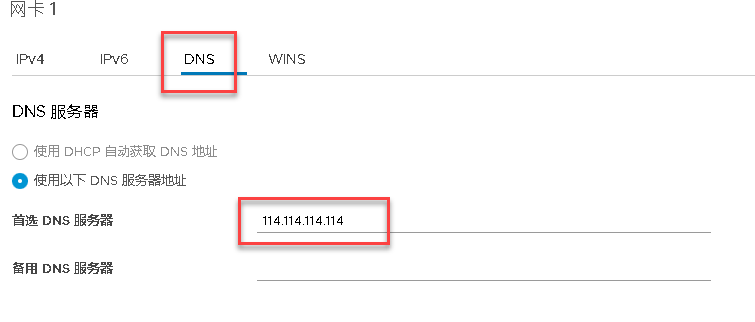 网卡 1
IPv4 IPv6 DNS WINS
DNS 服务器
使用 DHCP 自动获取 DNS 地址
使用以下 DNS 服务器地址
首选 DNS 服务器 114.114.114.114
备用 DNS 服务器